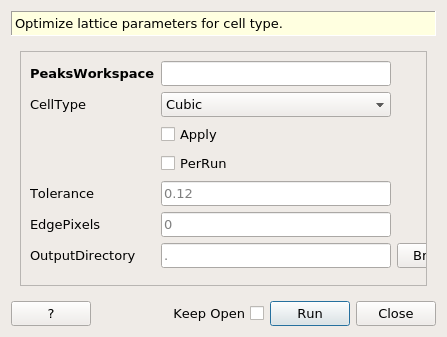 Optimize lattice parameters for cell type.
PeaksWorkspace
CellType Cubic
Apply
PerRun
Tolerance 0.12
EdgePixels 0
OutputDirectory . Br
? Keep Open Run Close